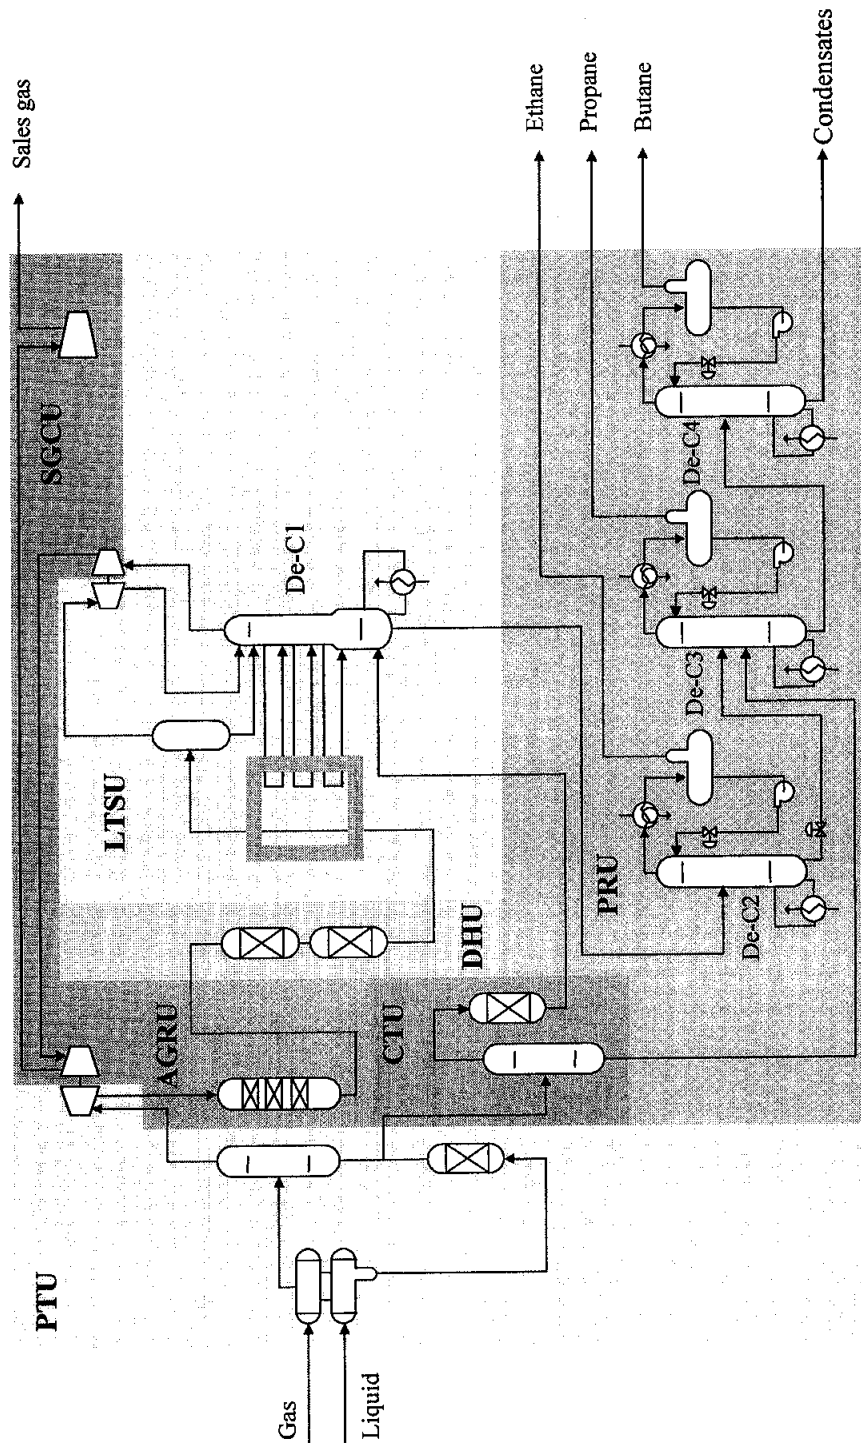 Sales gas
SGCU
Ethane
Propane
Butane
Condensates
De-C1
De-C4
LTSU
De-C3
DHU
PRU
De-C2
AGRU
CTU
PTU
Gas
Liquid